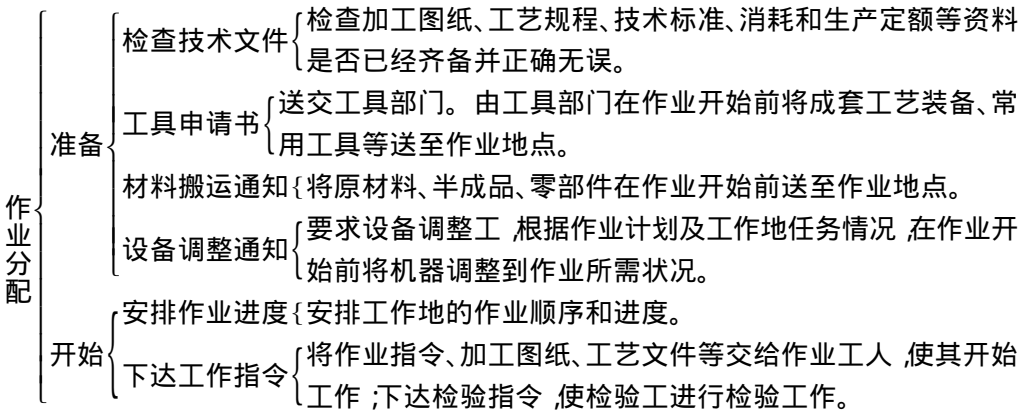 作业分配
准备
检查技术文件
检查加工图纸、工艺规程、技术标准、消耗和生产定额等资料
是否已经齐备并正确无误。
工具申请书
送交工具部门。由工具部门在作业开始前将成套工艺装备、常
用工具等送至作业地点。
材料搬运通知
将原材料、半成品、零部件在作业开始前送至作业地点。
设备调整通知
要求设备调整工,根据作业计划及工作地任务情况,在作业开
始前将机器调整到作业所需状况。
开始
安排作业进度
安排工作地的作业顺序和进度。
下达工作指令
将作业指令、加工图纸、工艺文件等交给作业工人,使其开始
工作;下达检验指令,使检验工进行检验工作。